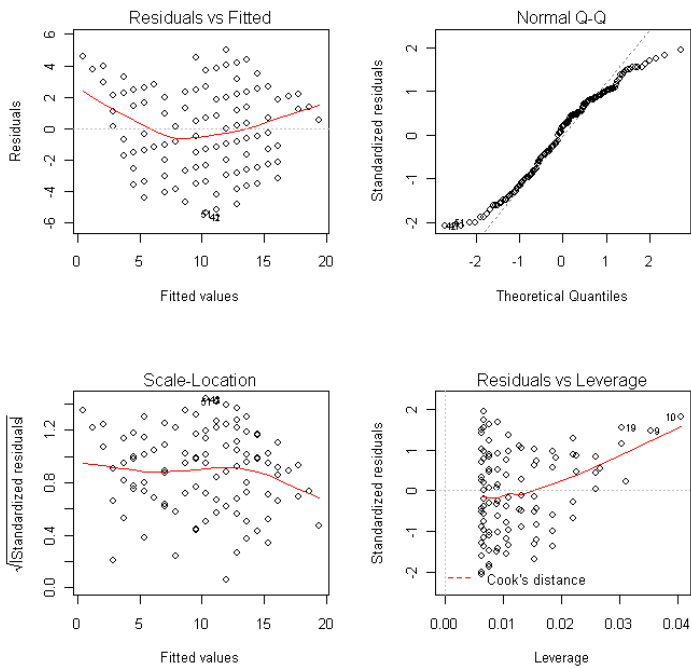 Residuals vs Fitted
Residuals
6
4
2
0
-2
-4
-6
51
42
0 5 10 15 20
Fitted values
Normal Q-Q
Standardized residuals
2
1
0
-1
-2
51
-2 -1 0 1 2
Theoretical Quantiles
Scale-Location
√|Standardized residuals|
1.2
0.8
0.4
0.0
51
0 5 10 15 20
Fitted values
Residuals vs Leverage
Standardized residuals
2
1
0
-1
-2
10
19
9
Cook's distance
0.00 0.01 0.02 0.03 0.04
Leverage